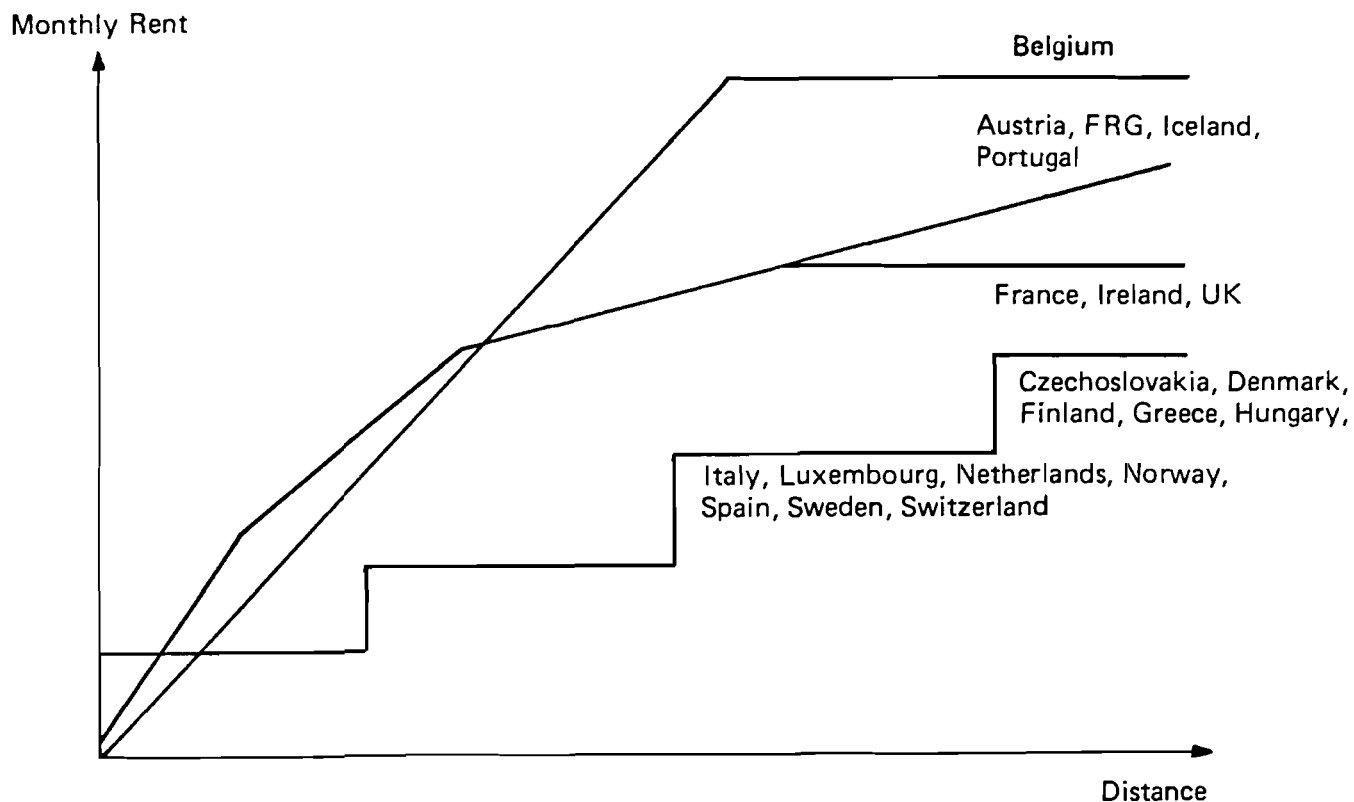 Monthly Rent
Belgium
Austria, FRG, Iceland,
Portugal
France, Ireland, UK
Czechoslovakia, Denmark,
Finland, Greece, Hungary,
Italy, Luxembourg, Netherlands, Norway,
Spain, Sweden, Switzerland
Distance